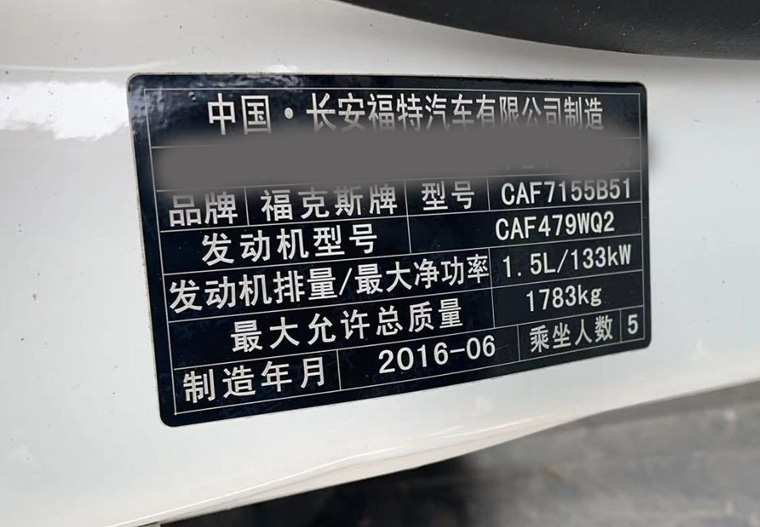 中国·长安福特汽车有限公司制造
品牌 福克斯牌 型号 CAF7155B51
发动机型号 CAF479WQ2
发动机排量/最大净功率 1.5L/133kW
最大允许总质量 1783kg
制造年月 2016-06 乘坐人数 5